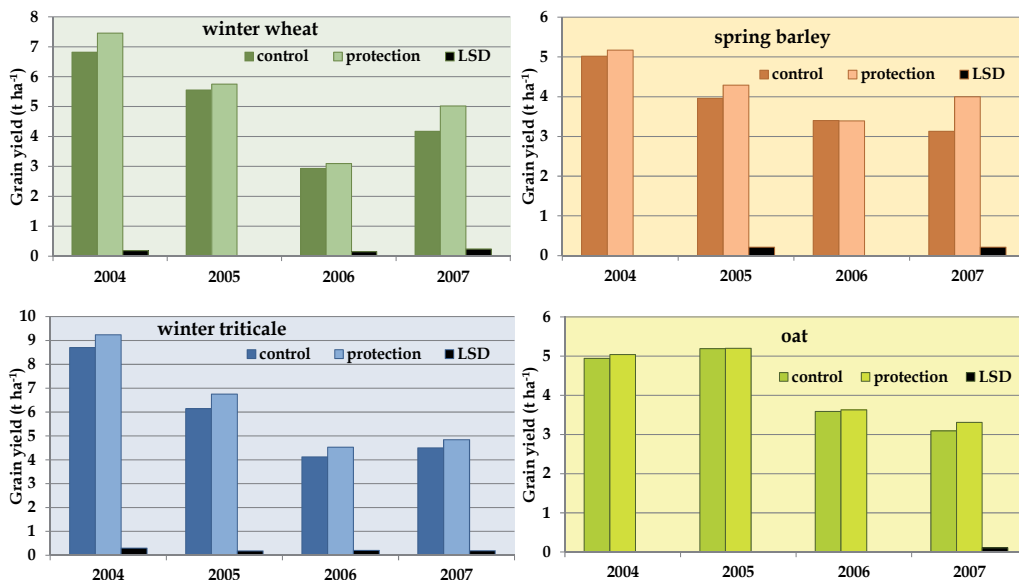 winter wheat
control protection LSD
Grain yield (t ha-1)
8
7
6
5
4
3
2
1
0
2004 2005 2006 2007
spring barley
control protection LSD
Grain yield (t ha-1)
6
5
4
3
2
1
0
2004 2005 2006 2007
winter triticale
control protection LSD
Grain yield (t ha-1)
10
9
8
7
6
5
4
3
2
1
0
2004 2005 2006 2007
oat
control protection LSD
Grain yield (t ha-1)
6
5
4
3
2
1
0
2004 2005 2006 2007